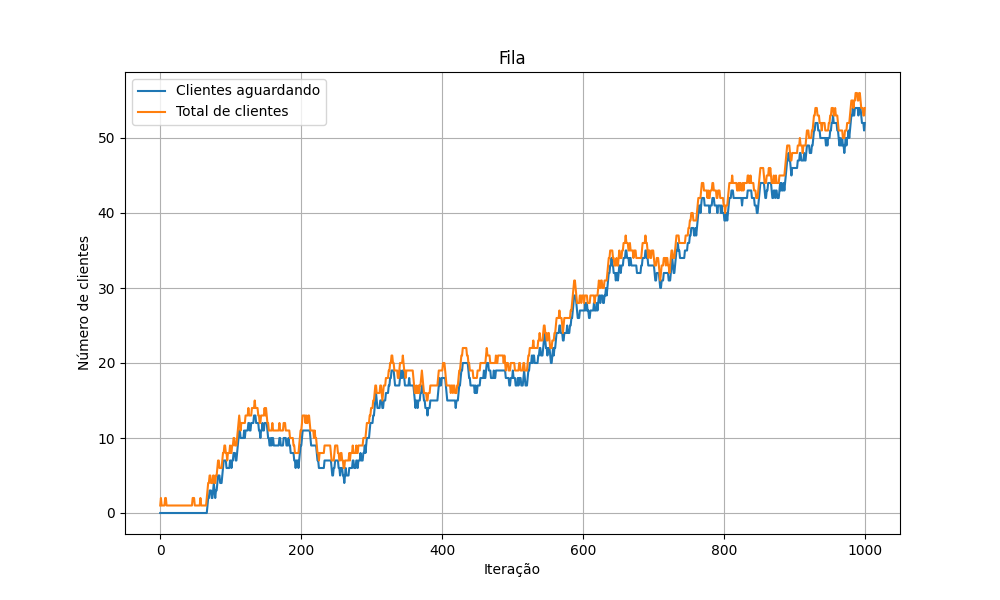 Fila
Clientes aguardando
Total de clientes
50
40
30
20
10
0
Número de clientes
0 200 400 600 800 1000
Iteração